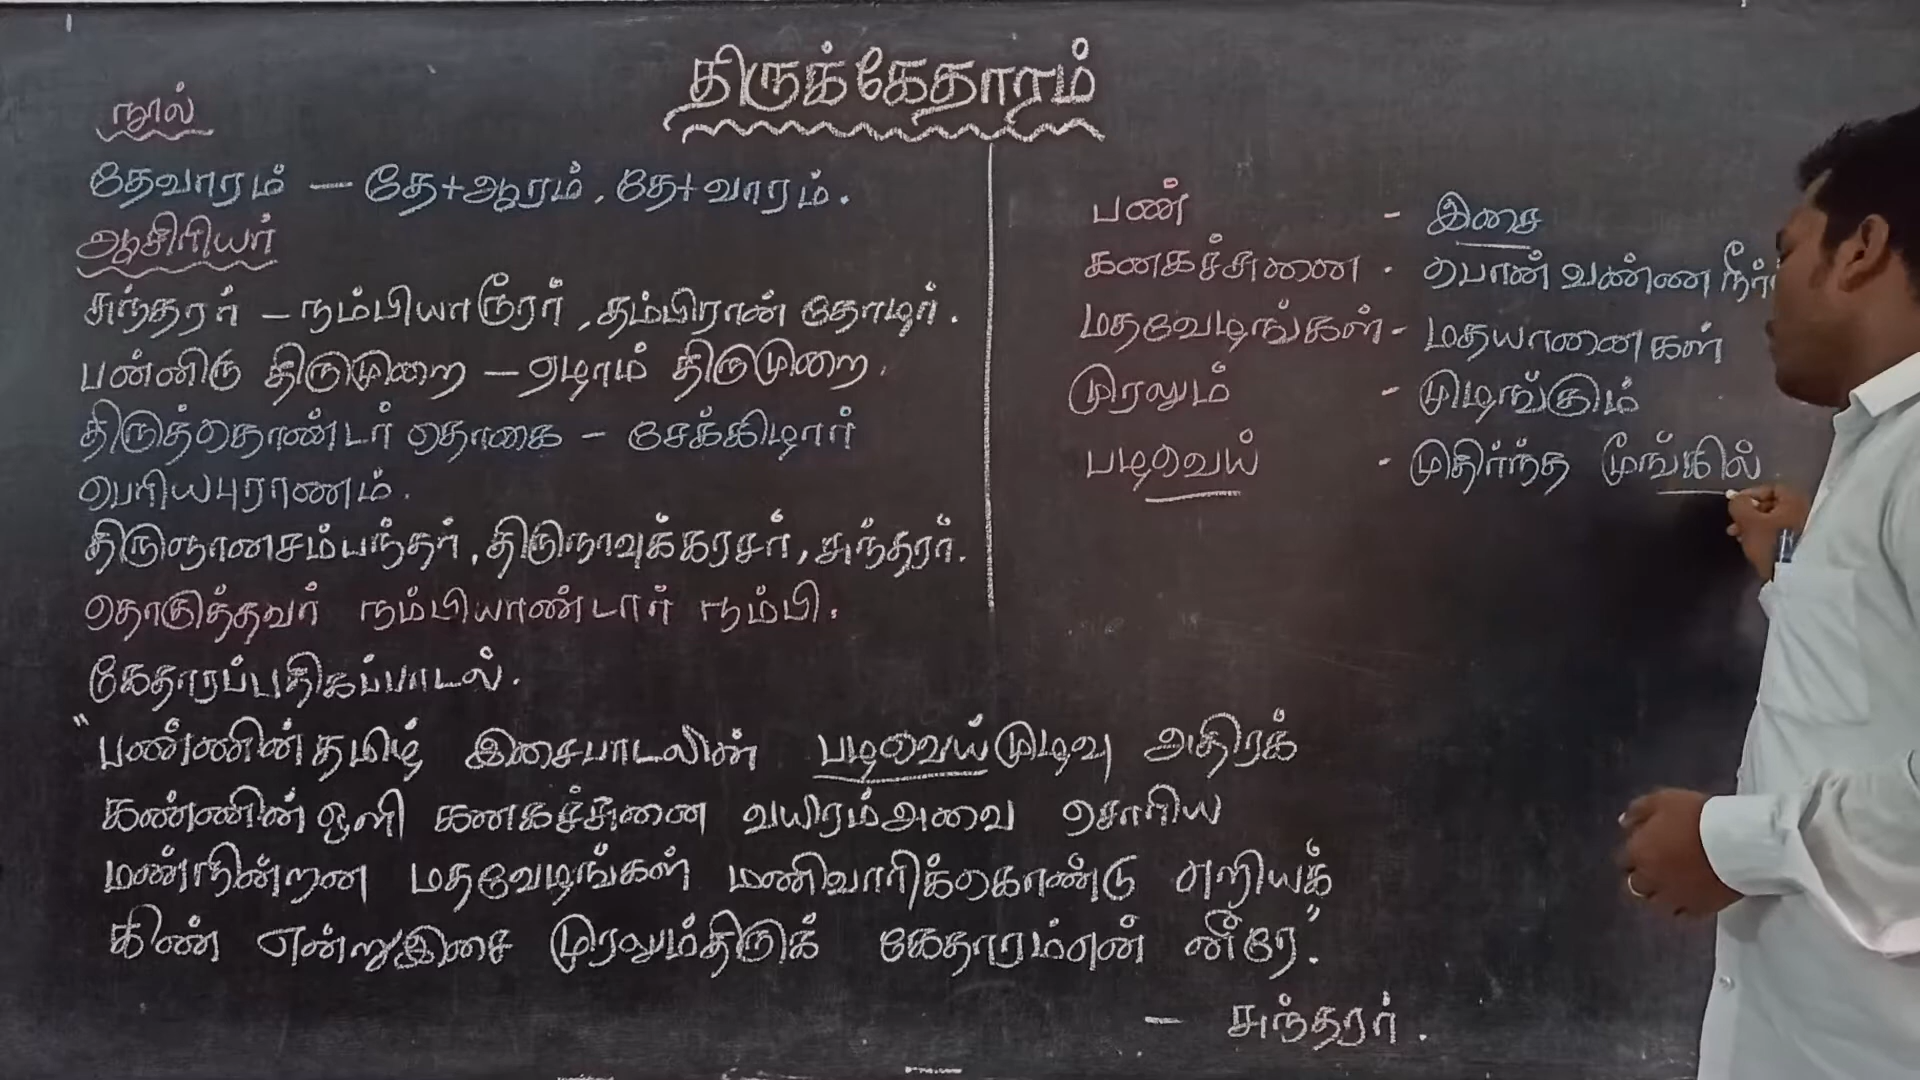 திருக்கேதாரம்
நூல்
தேவாரம் – தே+ஆரம், தே+வாரம்.
ஆசிரியர்
சுந்தரர் – நம்பியாரூரர், தம்பிரான் தோழர்.
பன்னிரு திருமுறை – ஏழாம் திருமுறை.
திருத்தொண்டர் தொகை – சேக்கிழார்
பெரியபுராணம்.
திருஞானசம்பந்தர், திருநாவுக்கரசர், சுந்தரர்.
தொகுத்தவர் நம்பியாண்டார் நம்பி.
கேதாரப்பதிகப்பாடல்.
"பண்ணின்தமிழ் இசைபாடலின் பழவெய்முழவு அதிரக்
கண்ணின்ஒளி கனகச்சுனை வயிரம்அவை சொரிய
மண்நின்றன மதவேழங்கள் மணிவாரிக்கொண்டு எறியக்
கிண் என்றுஇசை முரலும்திருக் கேதாரம்என் னீரே".
– சுந்தரர்.
பண் - இசை
கனகச்சுனை - பொன் வண்ண நீர்
மதவேழங்கள் - மதயானைகள்
முரலும் - முழங்கும்
பழவெய் - முதிர்ந்த மூங்கில்